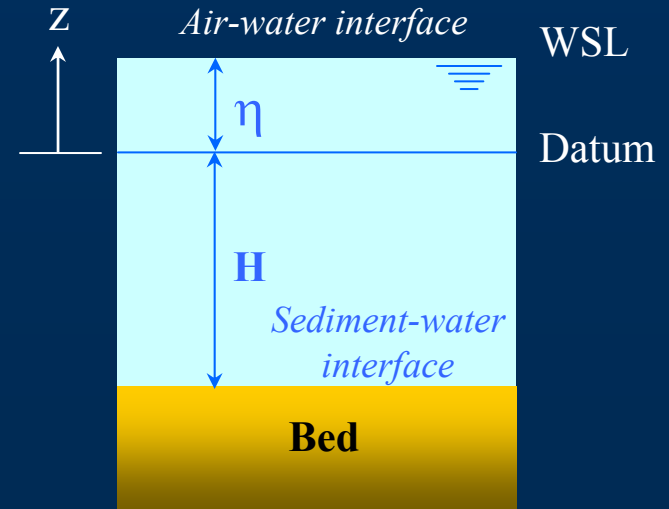 z
Air-water interface
WSL
η
Datum
H
Sediment-water
interface
Bed